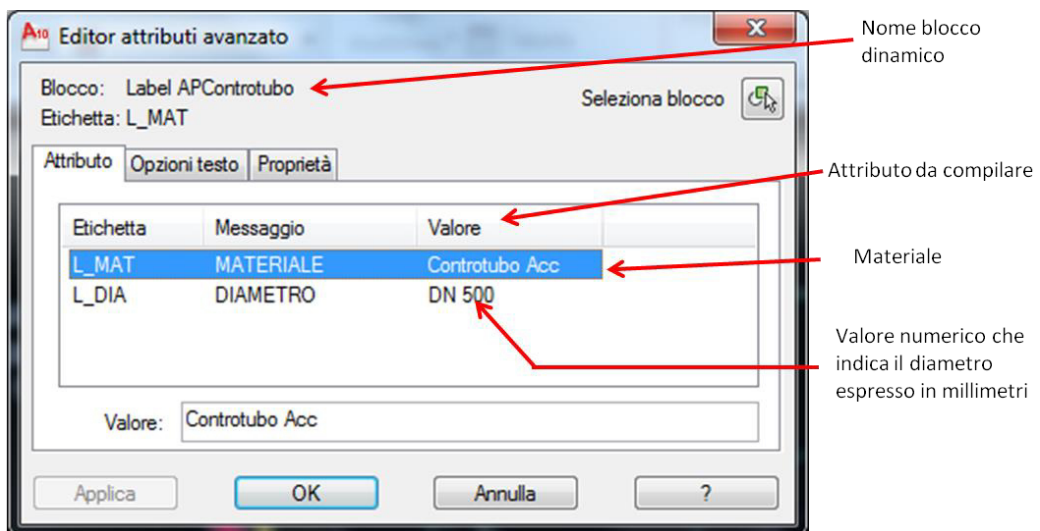 A10 Editor attributi avanzato
Nome blocco
dinamico
Blocco: Label APControtubo
Seleziona blocco
Etichetta: L_MAT
Attributo Opzioni testo Proprietà
Attributo da compilare
Etichetta Messaggio Valore
L_MAT MATERIALE Controtubo Acc
Materiale
L_DIA DIAMETRO DN 500
Valore numerico che
indica il diametro
espresso in millimetri
Valore: Controtubo Acc
Applica OK Annulla ?